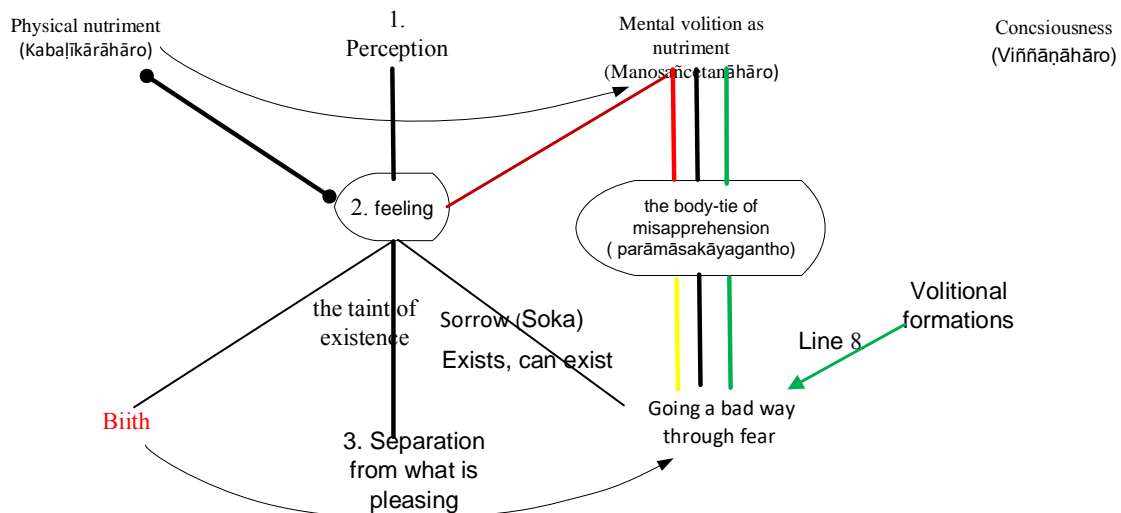 Physical nutriment
(Kabaḷīkārāhāro)
1.
Perception
Mental volition as
nutriment
(Manosañcetanāhāro)
Concsiousness
(Viññāṇāhāro)
2. feeling
the body-tie of
misapprehension
( parāmāsakāyagantho)
the taint of
existence
Sorrow (Soka)
Exists, can exist
Volitional
formations
Line 8
Biith
3. Separation
from what is
pleasing
Going a bad way
through fear